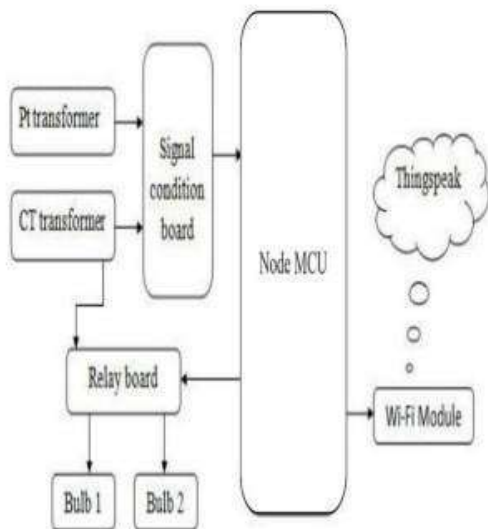 Pt transformer
CT transformer
Signal
condition
board
Node MCU
Thingspeak
Relay board
Wi-Fi Module
Bulb 1
Bulb 2